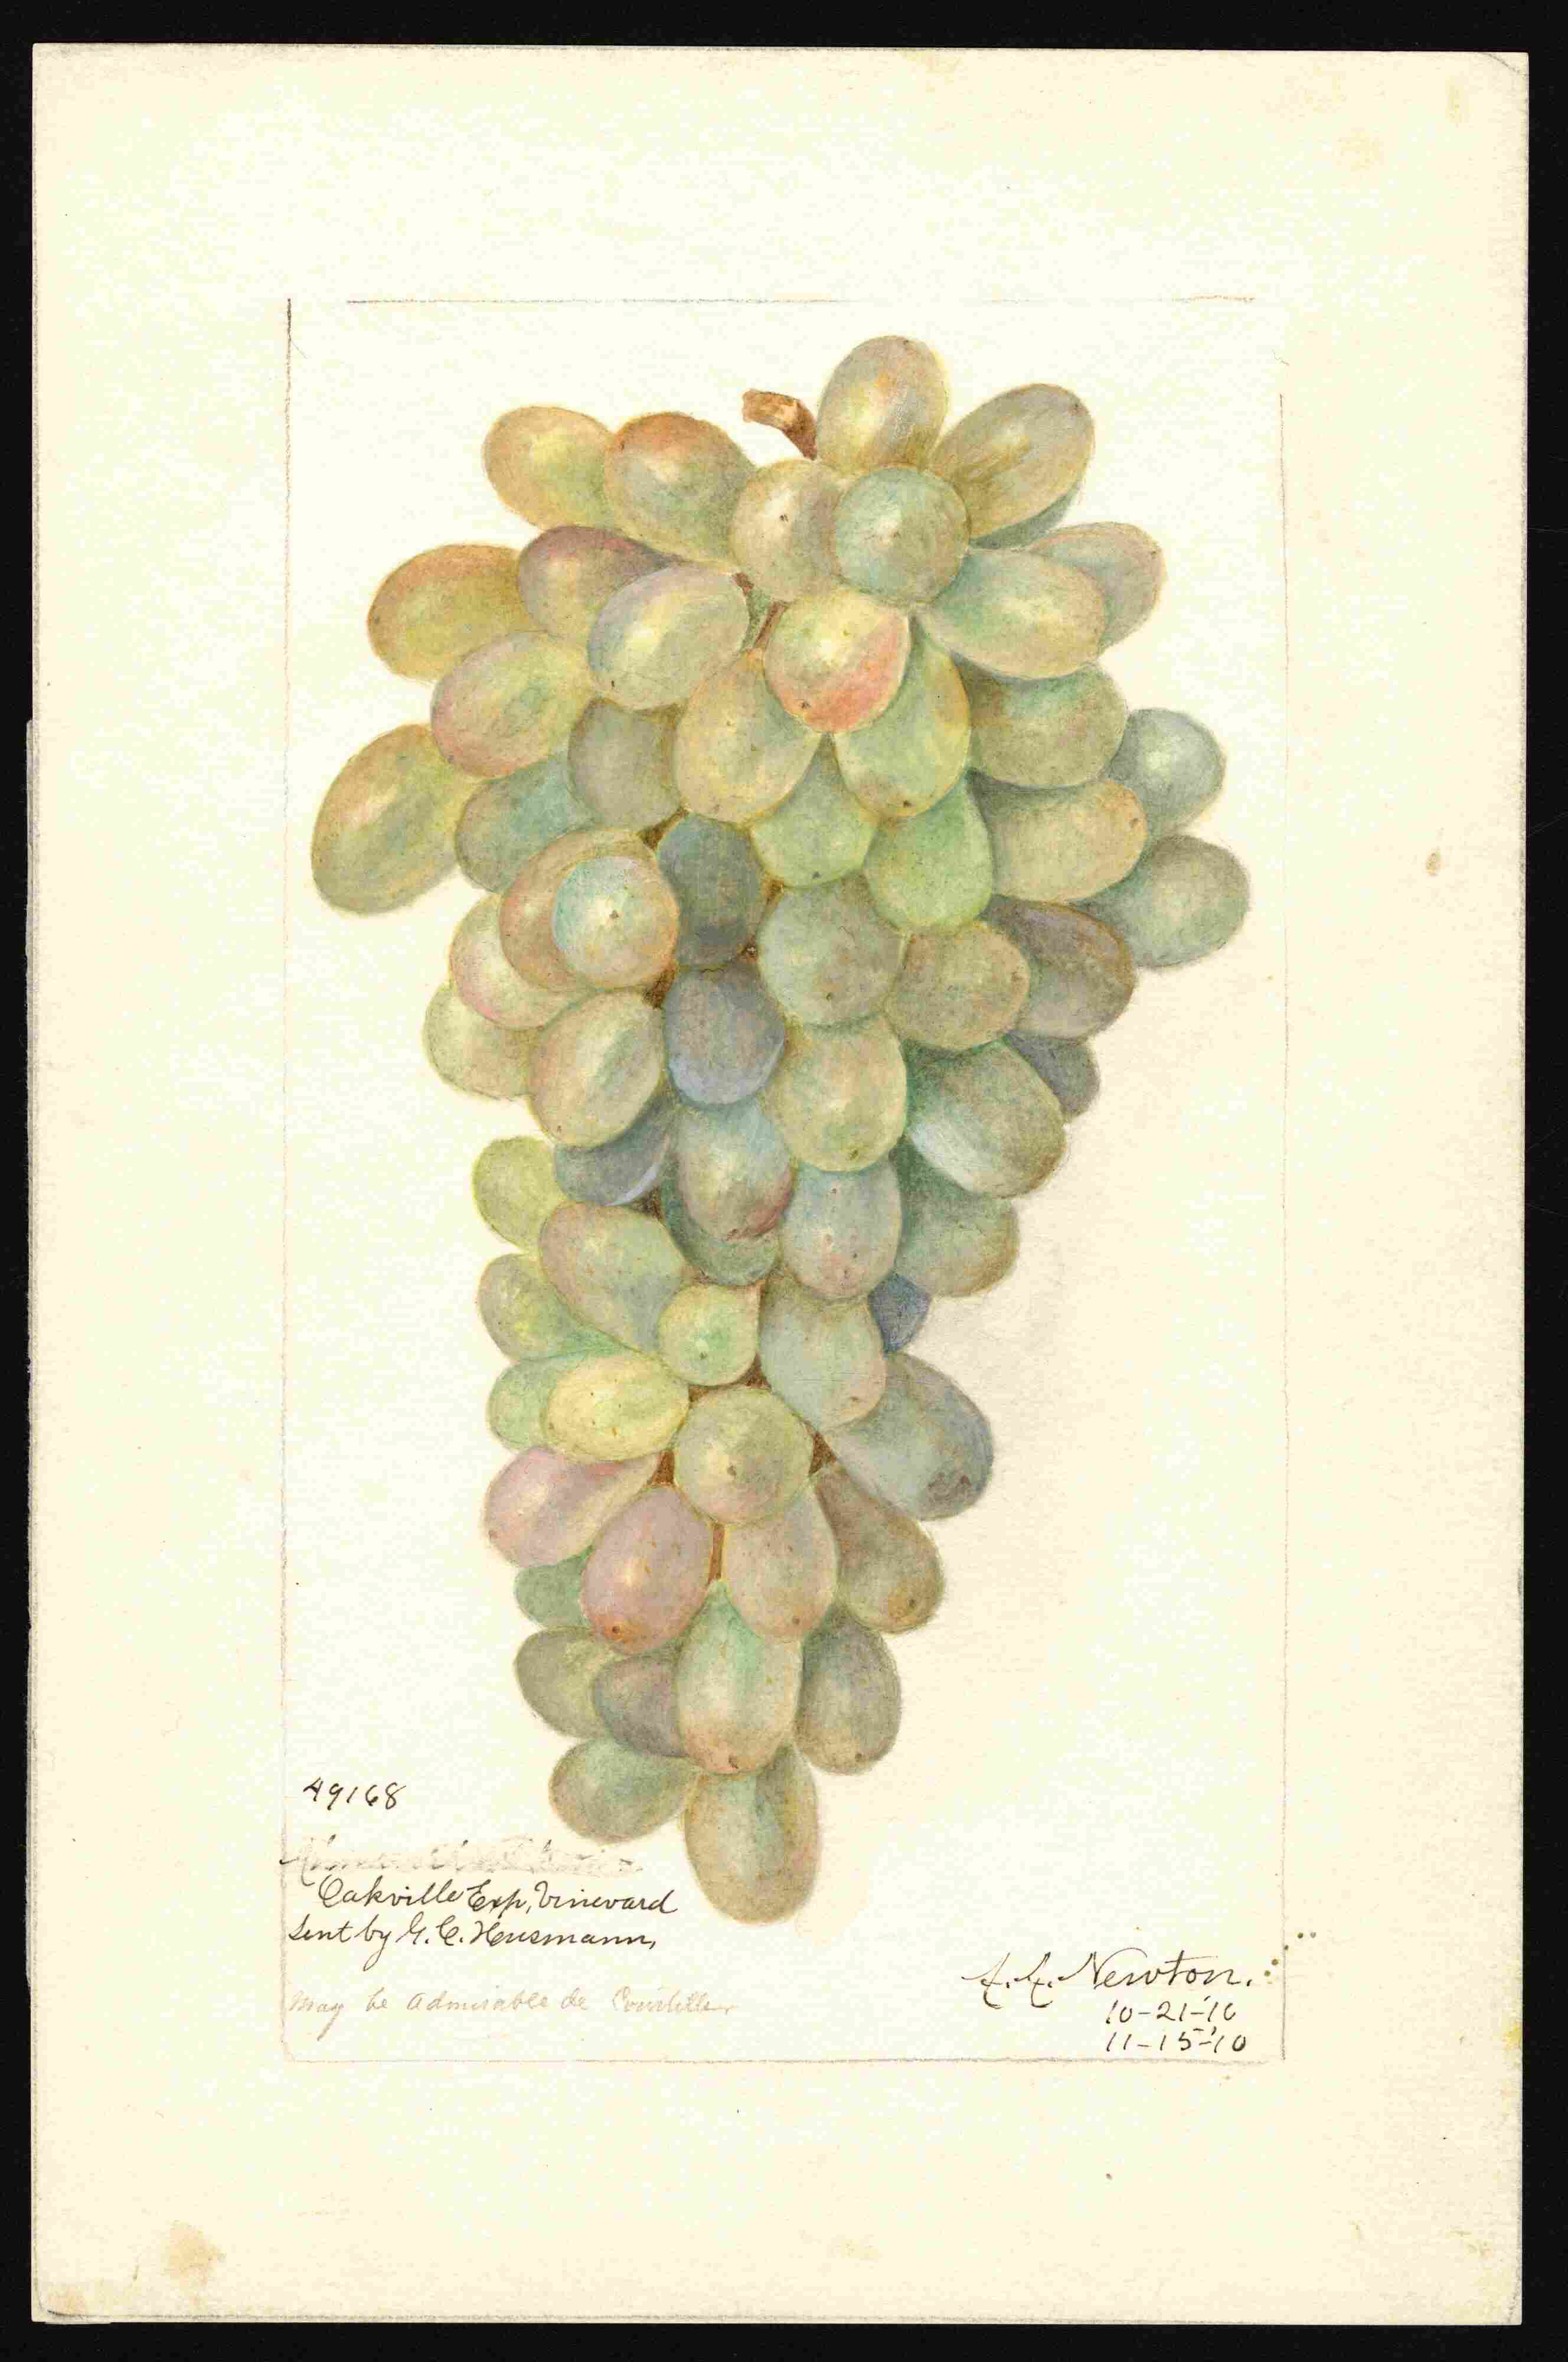 49168
Oakville Exp, Vineyard
Sent by G. C. Husmann,
May be Admirable de Courtiller
A. A. Newton.
10-21-'10
11-15-'10